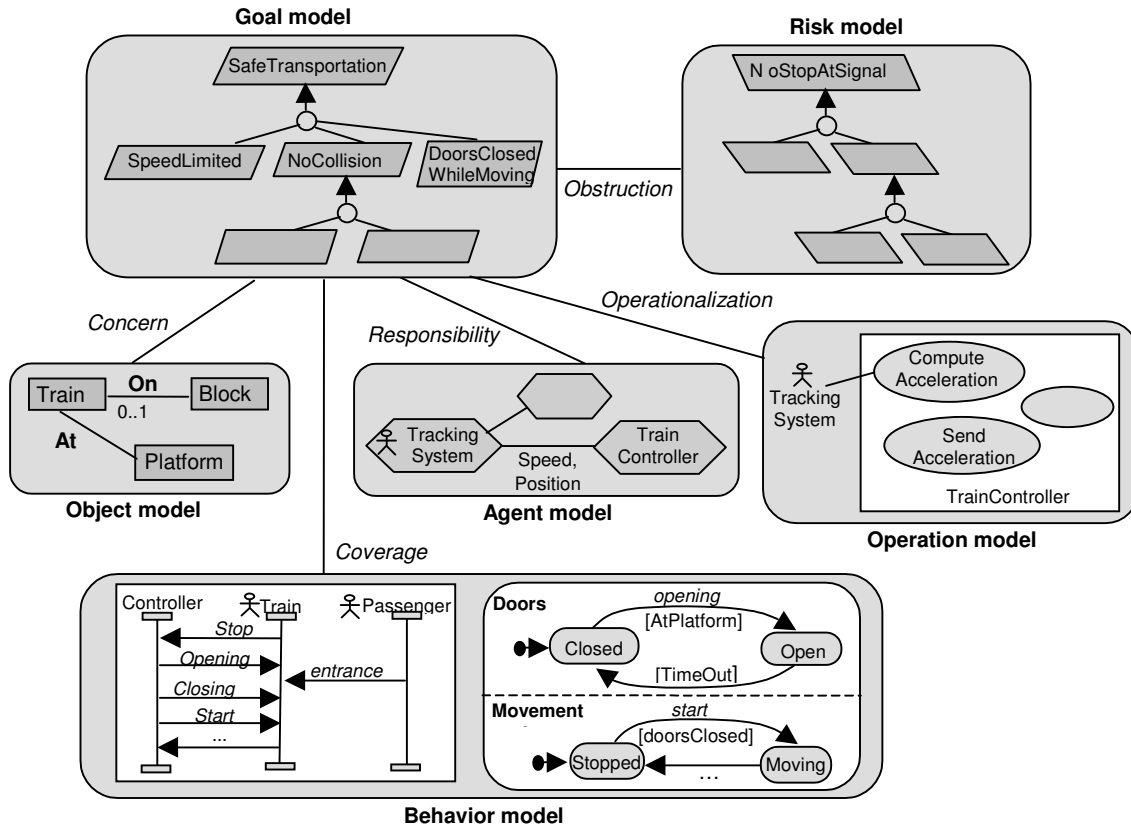 Goal model
Risk model
SafeTransportation
N oStopAtSignal
SpeedLimited
NoCollision
DoorsClosed
WhileMoving
Obstruction
Concern
Responsibility
Operationalization
Train
On
0..1
Block
At
Platform
Object model
Tracking
System
Speed,
Position
Train
Controller
Agent model
Tracking
System
Compute
Acceleration
Send
Acceleration
TrainController
Operation model
Coverage
Controller
Train
Passenger
Stop
Opening
entrance
Closing
Start
...
Doors
opening
[AtPlatform]
Closed
Open
[TimeOut]
Movement
start
[doorsClosed]
Stopped
...
Moving
Behavior model